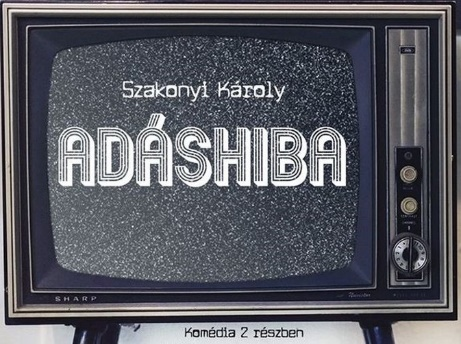 Szakonyi Károly
ADÁSHIBA
SHARP
Komédia 2 részben